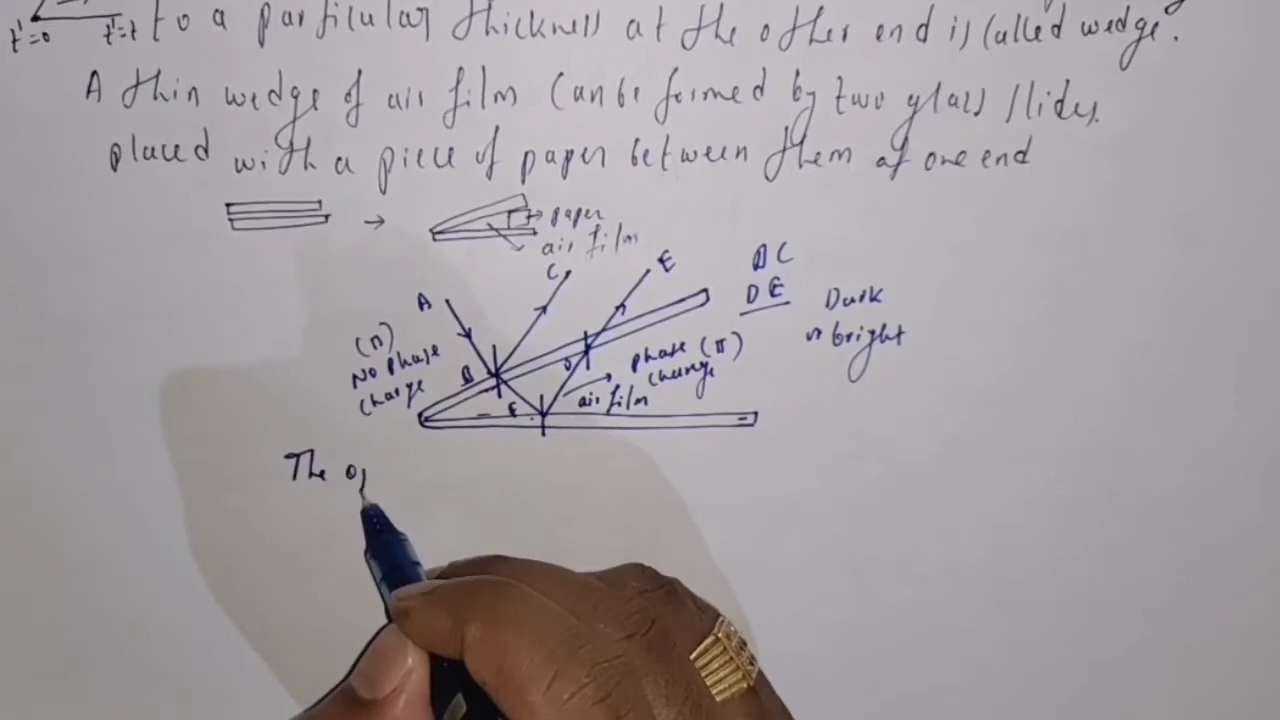 t'=0 t'=t to a particular thickness at the other end is called wedge.
A thin wedge of air film can be formed by two glass slides
placed with a piece of paper between them at one end
→ → paper
air film
C E BC
A DE Dark
(π) or bright
No phase
change
B D → phase (π)
change
F air film
The